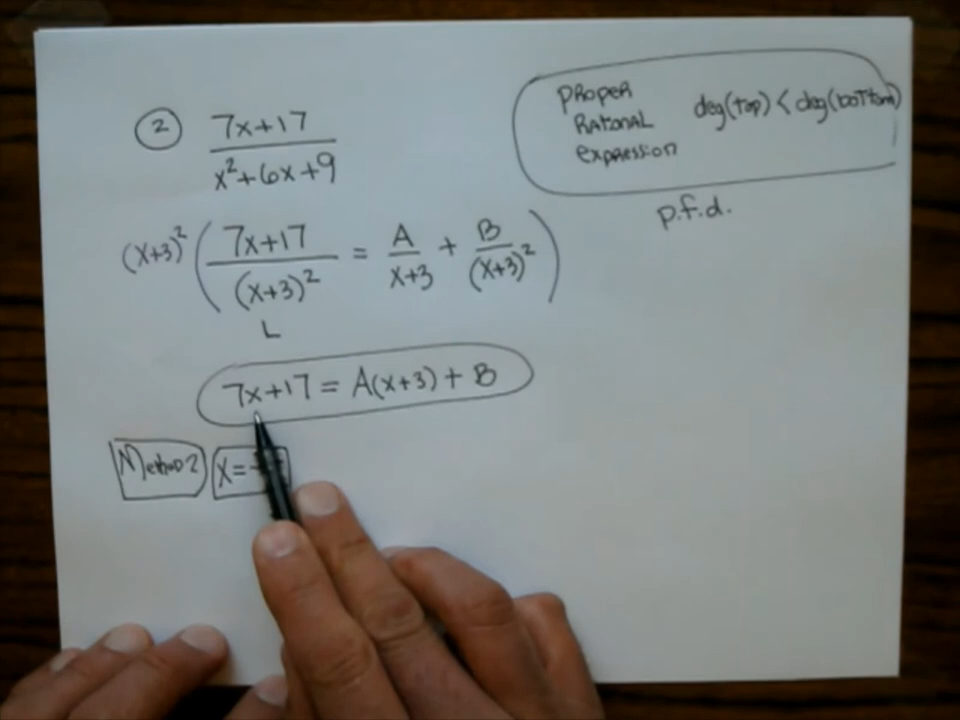 ② 7x+17 / x²+6x+9
(x+3)² ( 7x+17 / (x+3)² = A / x+3 + B / (x+3)² )
L
7x+17 = A(x+3) + B
Method 2 x = -
Proper deg(top) < deg(bottom)
Rational
expression
p.f.d.